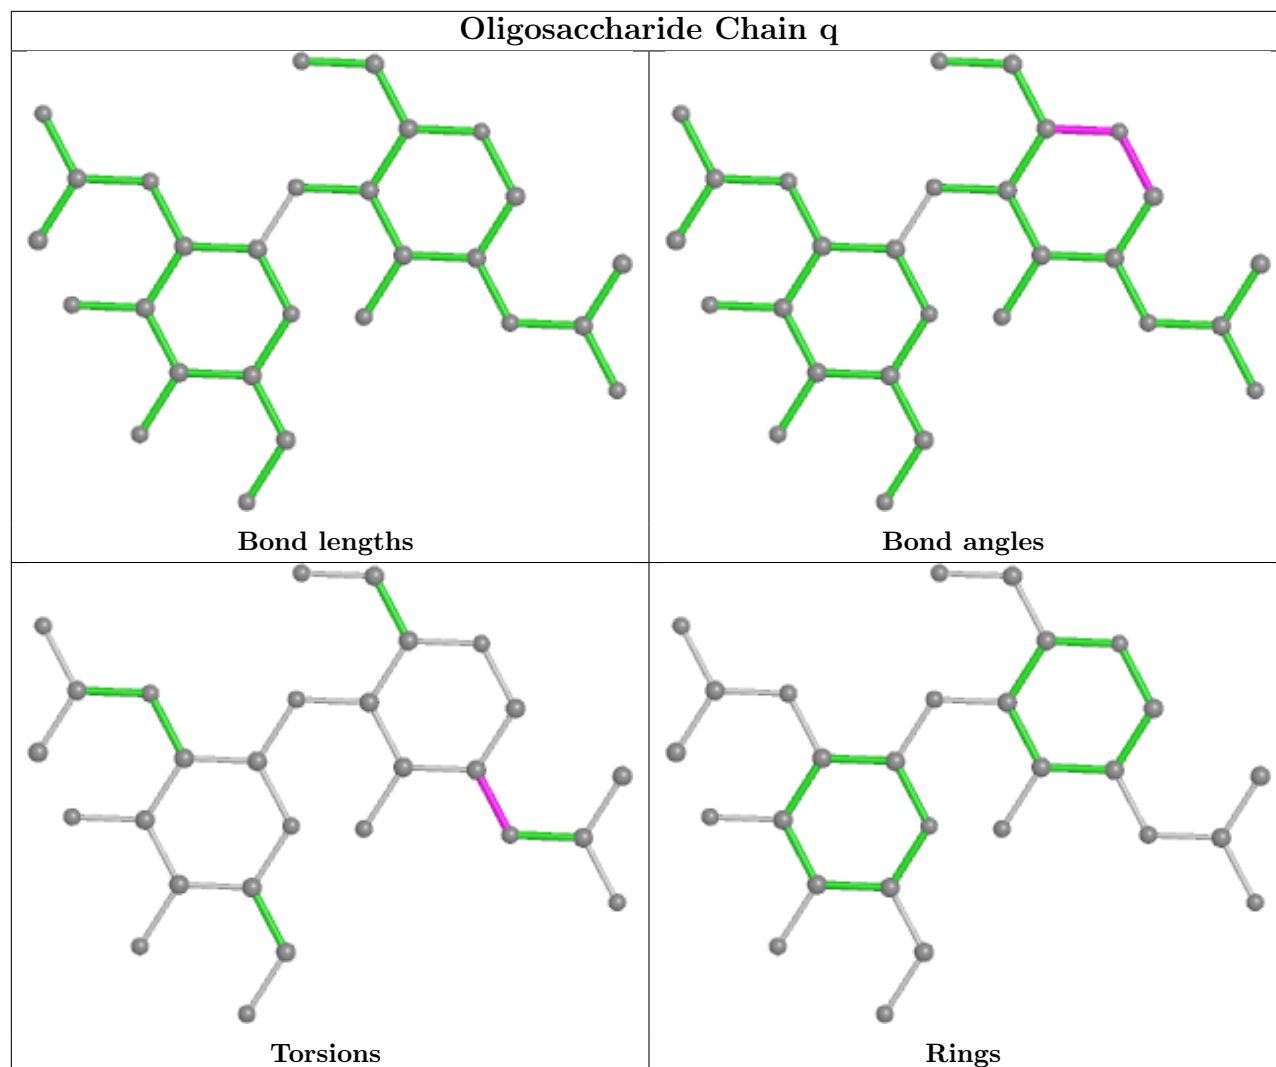 Oligosaccharide Chain q
Bond lengths
Bond angles
Torsions
Rings